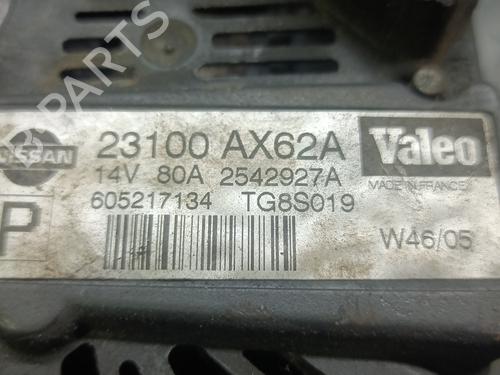 B-PARTS
NISSAN
23100 AX62A
Valeo
14V 80A 2542927A
MADE IN FRANCE
605217134 TG8S019
P
W46/05